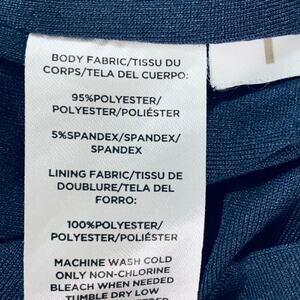 BODY FABRIC/TISSU DU
CORPS/TELA DEL CUERPO:
95%POLYESTER/
POLYESTER/POLIÉSTER
5%SPANDEX/SPANDEX/
SPANDEX
LINING FABRIC/TISSU DE
DOUBLURE/TELA DEL
FORRO:
100%POLYESTER/
POLYESTER/POLIÉSTER
MACHINE WASH COLD
ONLY NON-CHLORINE
BLEACH WHEN NEEDED
TUMBLE DRY LOW